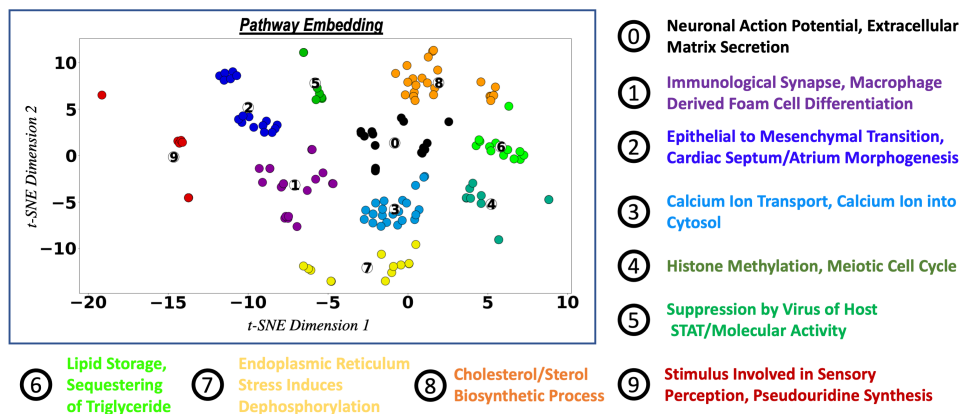 Pathway Embedding
10
5
0
−5
−10
t-SNE Dimension 2
−20
−15
−10
−5
0
5
10
t-SNE Dimension 1
0
1
2
3
4
5
6
7
8
9
0
Neuronal Action Potential, Extracellular
Matrix Secretion
1
Immunological Synapse, Macrophage
Derived Foam Cell Differentiation
2
Epithelial to Mesenchymal Transition,
Cardiac Septum/Atrium Morphogenesis
3
Calcium Ion Transport, Calcium Ion into
Cytosol
4
Histone Methylation, Meiotic Cell Cycle
5
Suppression by Virus of Host
STAT/Molecular Activity
6
Lipid Storage,
Sequestering
of Triglyceride
7
Endoplasmic Reticulum
Stress Induces
Dephosphorylation
8
Cholesterol/Sterol
Biosynthetic Process
9
Stimulus Involved in Sensory
Perception, Pseudouridine Synthesis